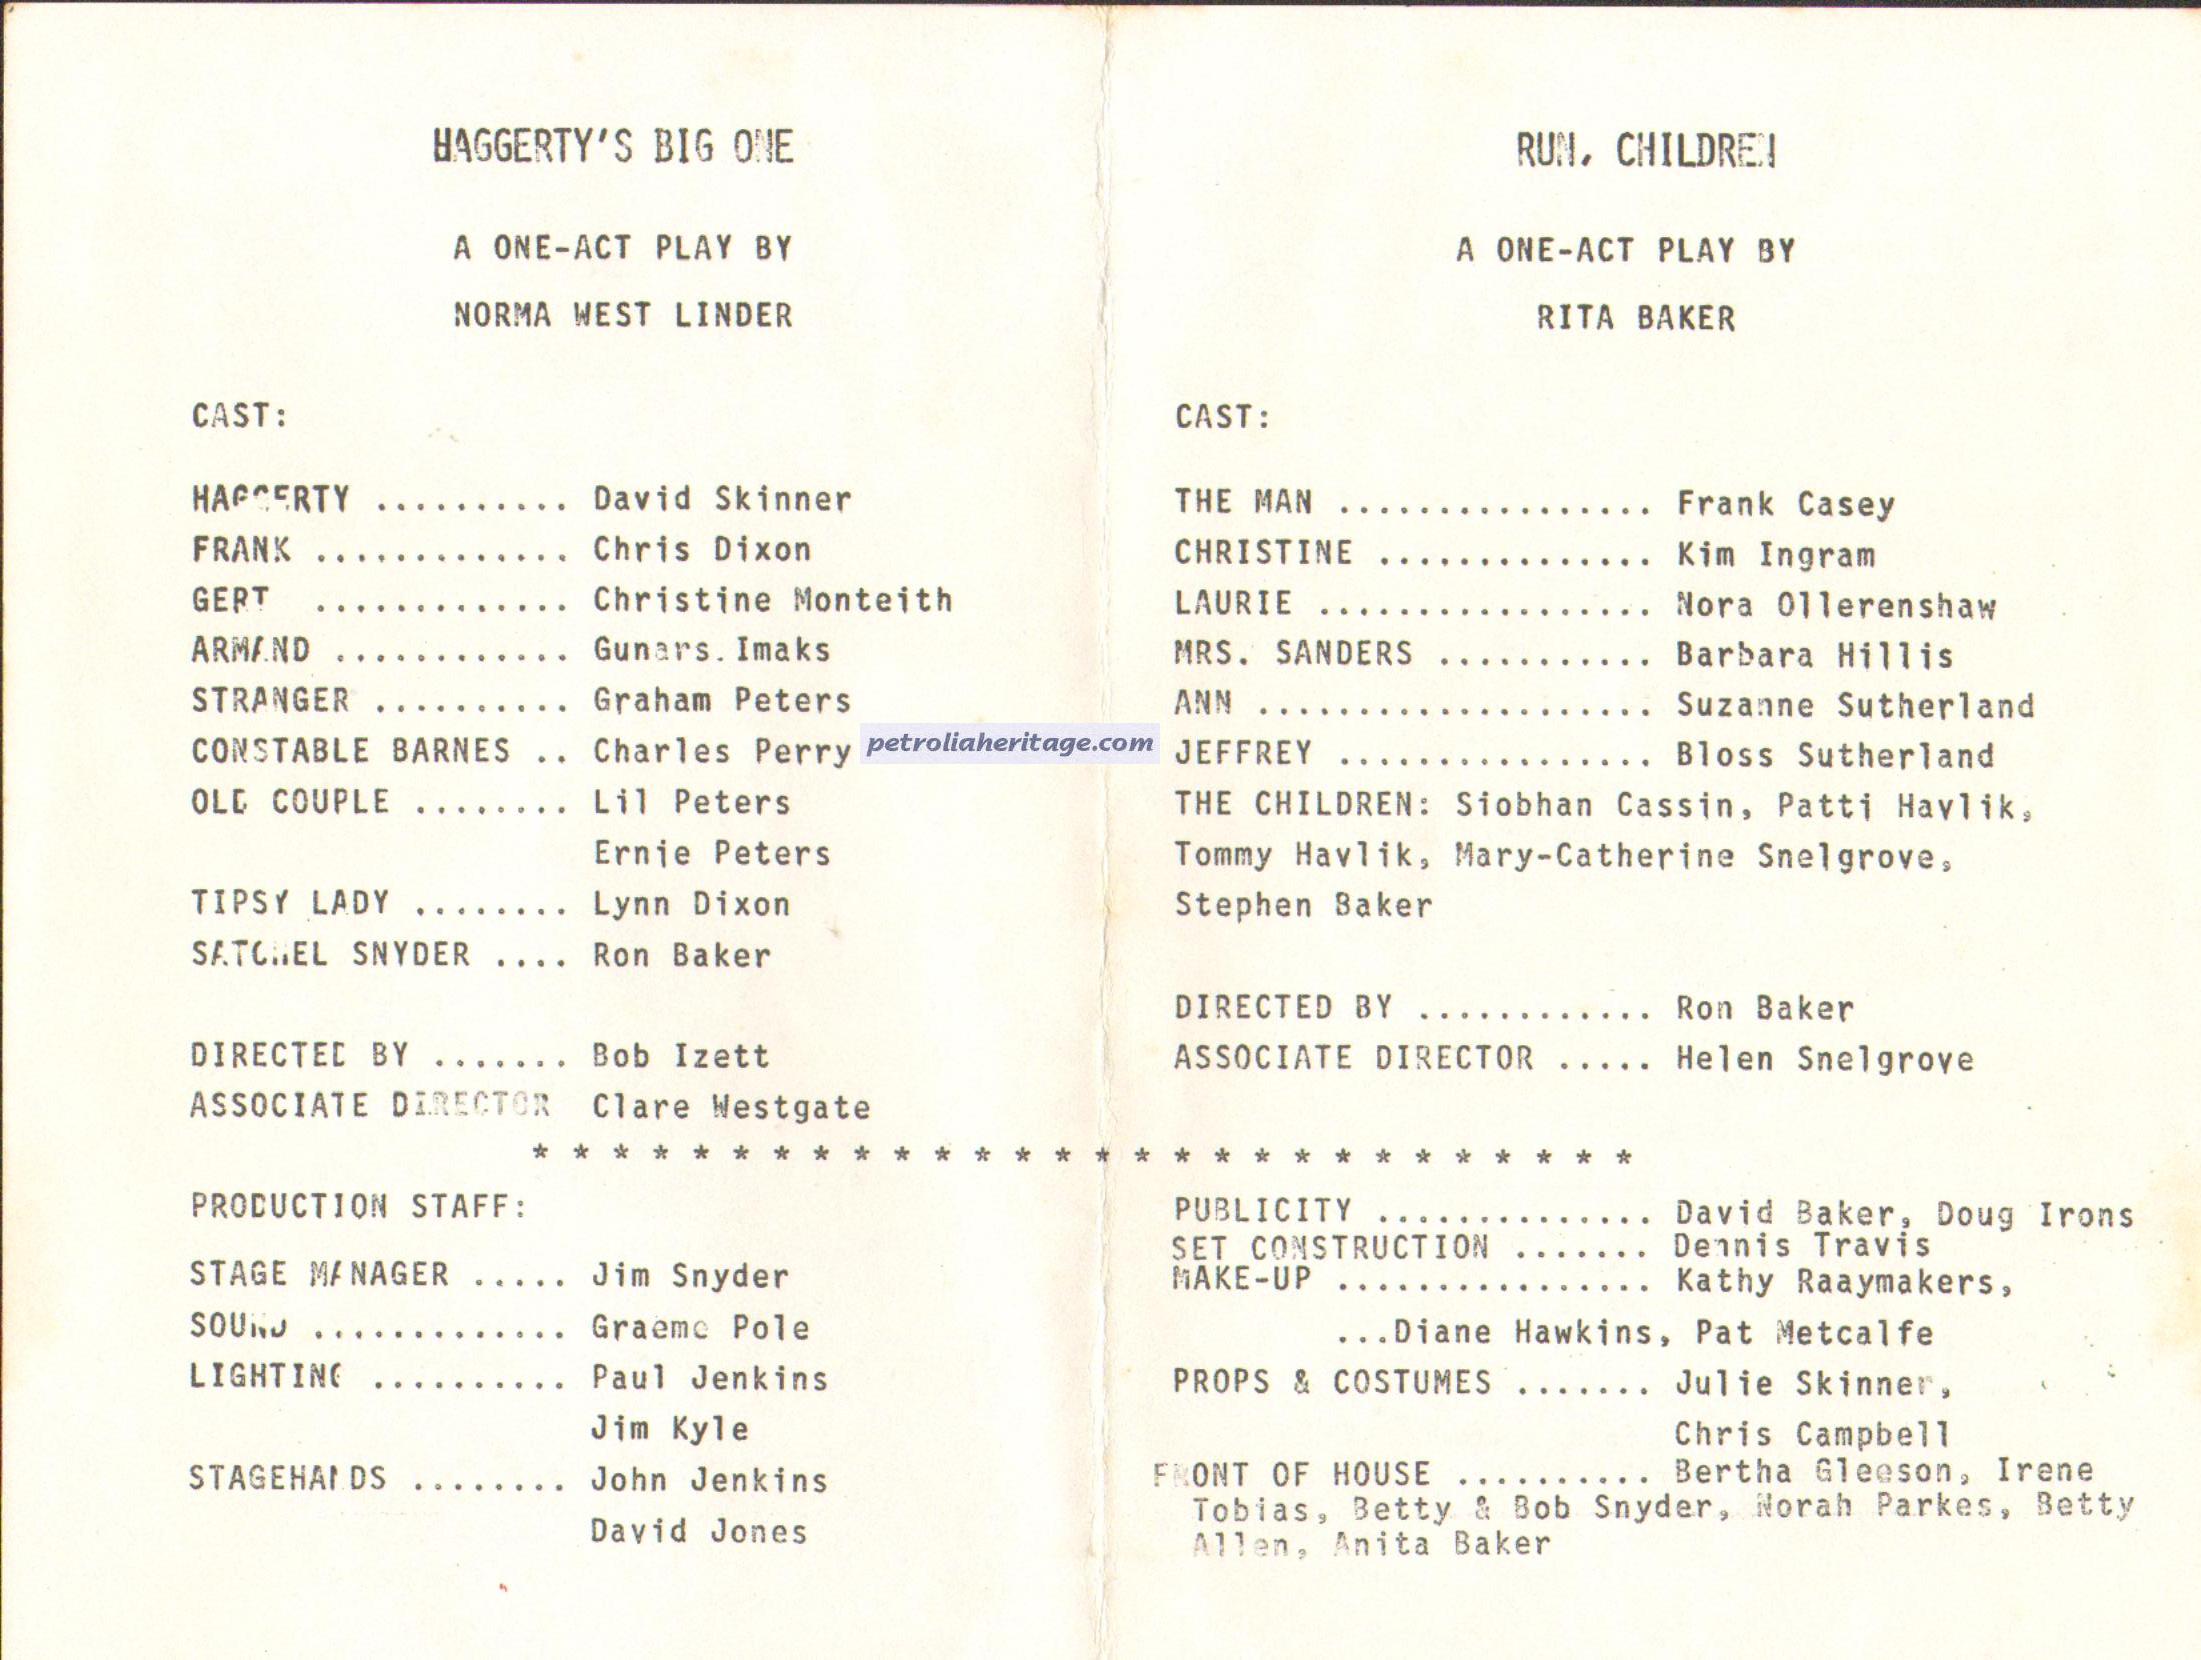 HAGGERTY'S BIG ONE
A ONE-ACT PLAY BY
NORMA WEST LINDER
CAST:
HAGGERTY .......... David Skinner
FRANK ............. Chris Dixon
GERT ............. Christine Monteith
ARMAND ............ Gunars.Imaks
STRANGER .......... Graham Peters
CONSTABLE BARNES .. Charles Perry
OLD COUPLE ........ Lil Peters
Ernie Peters
TIPSY LADY ........ Lynn Dixon
SATCHEL SNYDER .... Ron Baker
DIRECTED BY ....... Bob Izett
ASSOCIATE DIRECTOR Clare Westgate
RUN, CHILDREN
A ONE-ACT PLAY BY
RITA BAKER
CAST:
THE MAN ................ Frank Casey
CHRISTINE .............. Kim Ingram
LAURIE ................. Nora Ollerenshaw
MRS. SANDERS ........... Barbara Hillis
ANN .................... Suzanne Sutherland
JEFFREY ................ Bloss Sutherland
THE CHILDREN: Siobhan Cassin, Patti Havlik,
Tommy Havlik, Mary-Catherine Snelgrove,
Stephen Baker
DIRECTED BY ............ Ron Baker
ASSOCIATE DIRECTOR ..... Helen Snelgrove
* * * * * * * * * * * * * * * * * * * * * * * * * * * *
PRODUCTION STAFF:
STAGE MANAGER ..... Jim Snyder
SOUND ............. Graeme Pole
LIGHTING .......... Paul Jenkins
Jim Kyle
STAGEHANDS ........ John Jenkins
David Jones
PUBLICITY .............. David Baker, Doug Irons
SET CONSTRUCTION ....... Dennis Travis
MAKE-UP ................ Kathy Raaymakers,
...Diane Hawkins, Pat Metcalfe
PROPS & COSTUMES ....... Julie Skinner,
Chris Campbell
FRONT OF HOUSE .......... Bertha Gleeson, Irene
Tobias, Betty & Bob Snyder, Norah Parkes, Betty
Allen, Anita Baker
petroliaheritage.com